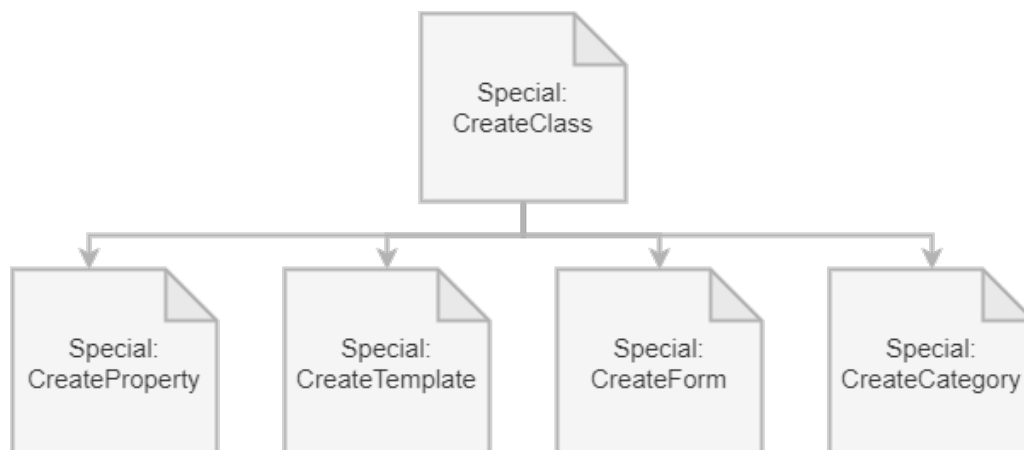 Special:
CreateClass
Special:
CreateProperty
Special:
CreateTemplate
Special:
CreateForm
Special:
CreateCategory